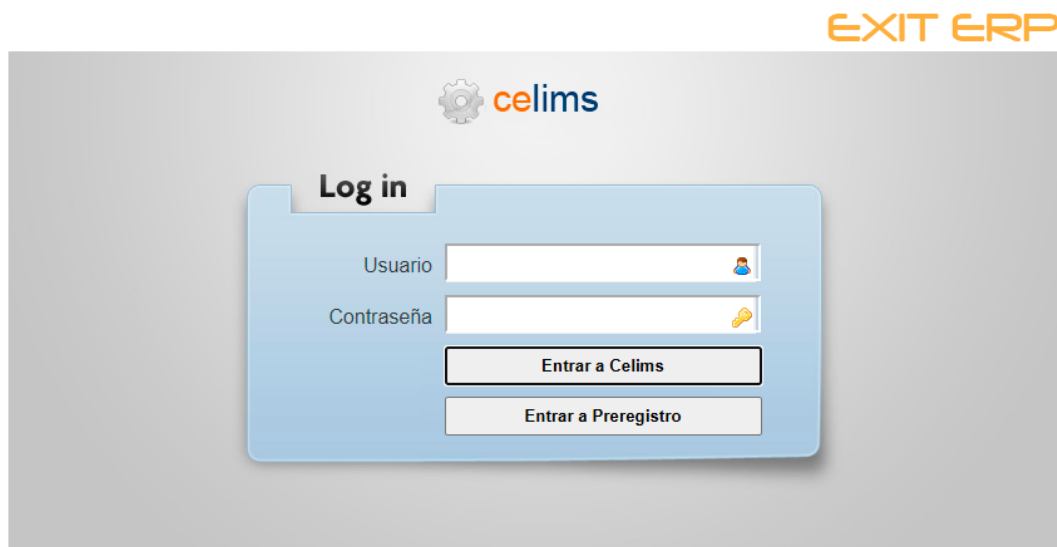 EXIT ERP
celims
Log in
Usuario
Contraseña
Entrar a Celims
Entrar a Preregistro